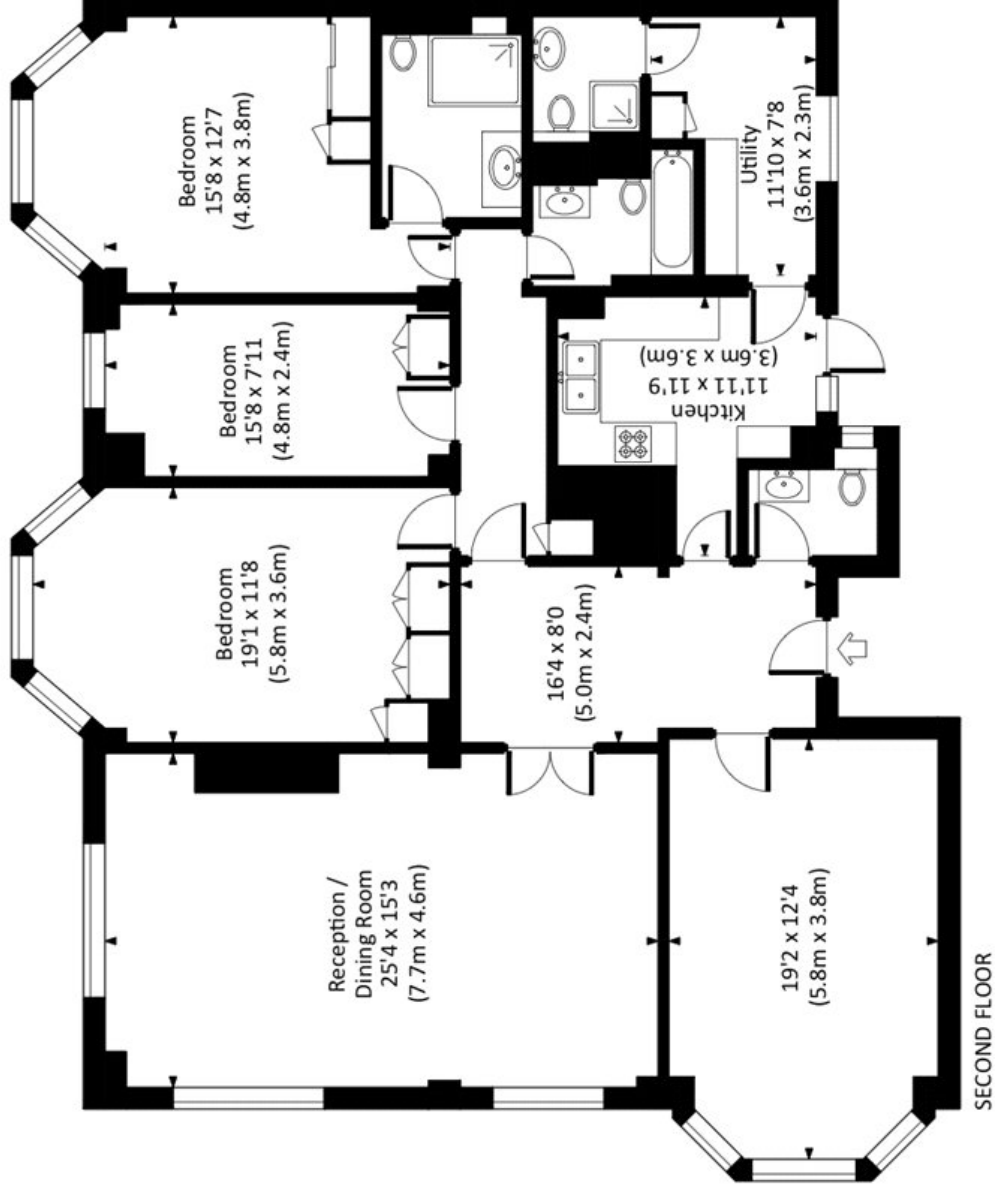 Bedroom
15'8 x 12'7
(4.8m x 3.8m)
Bedroom
15'8 x 7'11
(4.8m x 2.4m)
Bedroom
19'1 x 11'8
(5.8m x 3.6m)
Reception /
Dining Room
25'4 x 15'3
(7.7m x 4.6m)
Utility
11'10 x 7'8
(3.6m x 2.3m)
Kitchen
11'11 x 11'9
(3.6m x 3.6m)
16'4 x 8'0
(5.0m x 2.4m)
19'2 x 12'4
(5.8m x 3.8m)
SECOND FLOOR